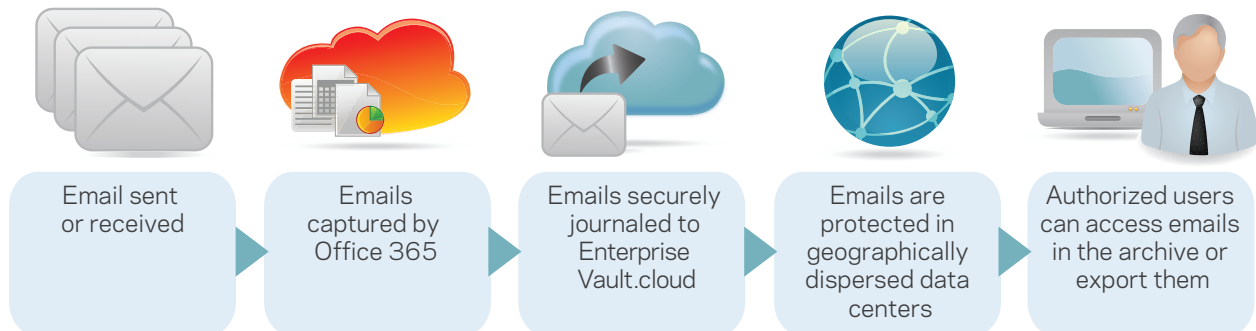 Email sent
or received
Emails
captured by
Office 365
Emails securely
journaled to
Enterprise
Vault.cloud
Emails are
protected in
geographically
dispersed data
centers
Authorized users
can access emails
in the archive or
export them